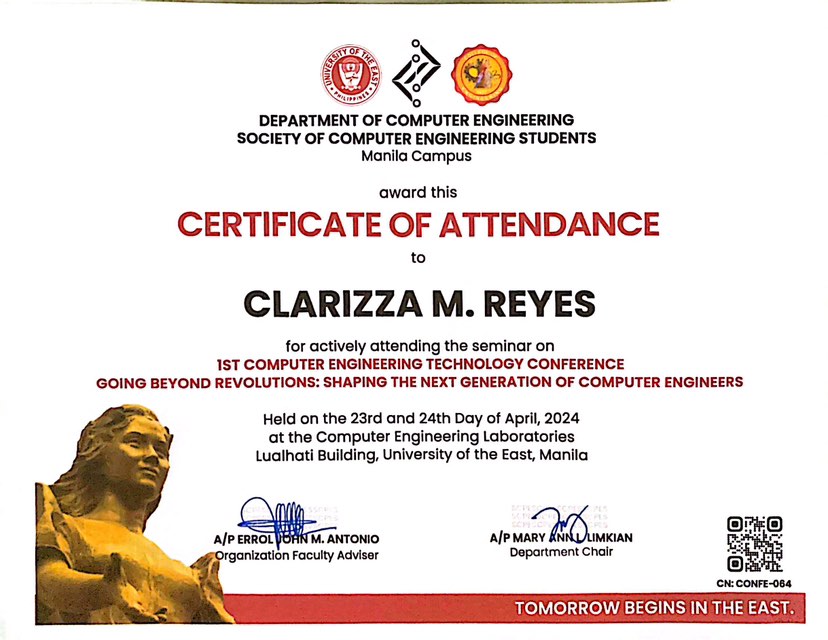 UNIVERSITY OF THE EAST
PHILIPPINES
DEPARTMENT OF COMPUTER ENGINEERING
SOCIETY OF COMPUTER ENGINEERING STUDENTS
Manila Campus
award this
CERTIFICATE OF ATTENDANCE
to
CLARIZZA M. REYES
for actively attending the seminar on
1ST COMPUTER ENGINEERING TECHNOLOGY CONFERENCE
GOING BEYOND REVOLUTIONS: SHAPING THE NEXT GENERATION OF COMPUTER ENGINEERS
Held on the 23rd and 24th Day of April, 2024
at the Computer Engineering Laboratories
Lualhati Building, University of the East, Manila
A/P ERROL JOHN M. ANTONIO
Organization Faculty Adviser
A/P MARY ANN L. LIMKIAN
Department Chair
CN: CONFE-064
TOMORROW BEGINS IN THE EAST.